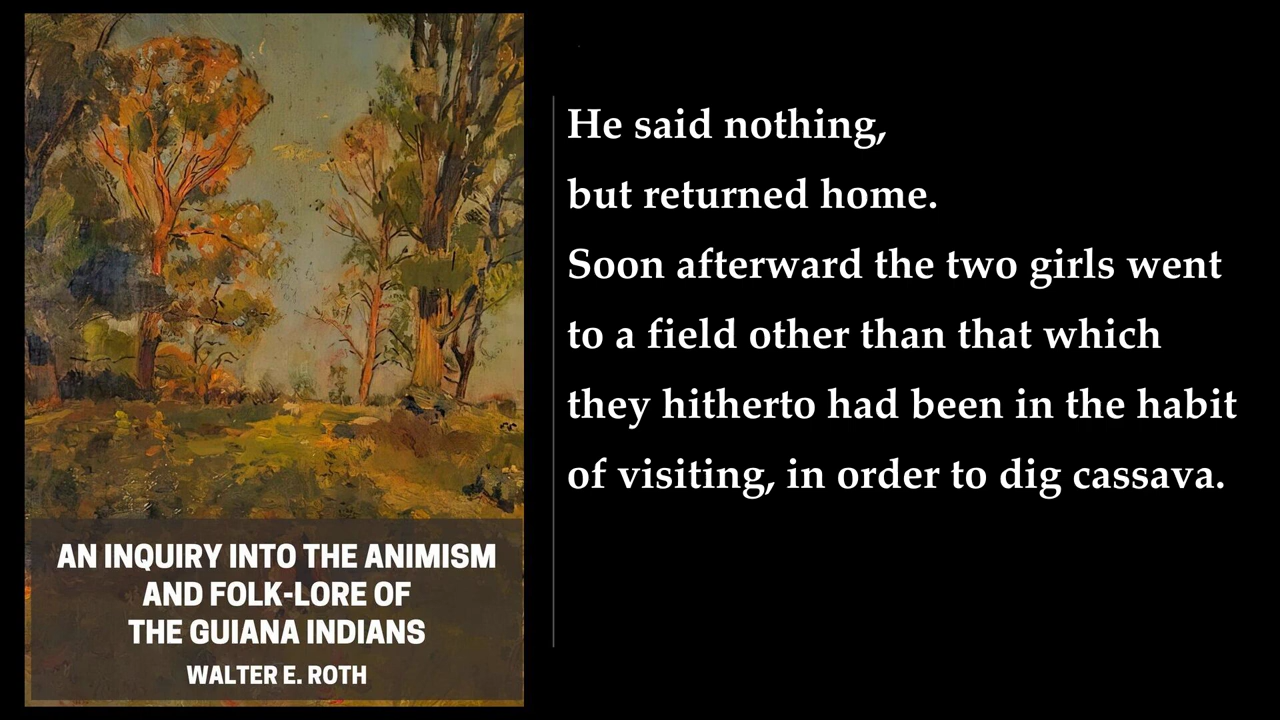 He said nothing,
but returned home.
Soon afterward the two girls went
to a field other than that which
they hitherto had been in the habit
of visiting, in order to dig cassava.
AN INQUIRY INTO THE ANIMISM
AND FOLK-LORE OF
THE GUIANA INDIANS
WALTER E. ROTH